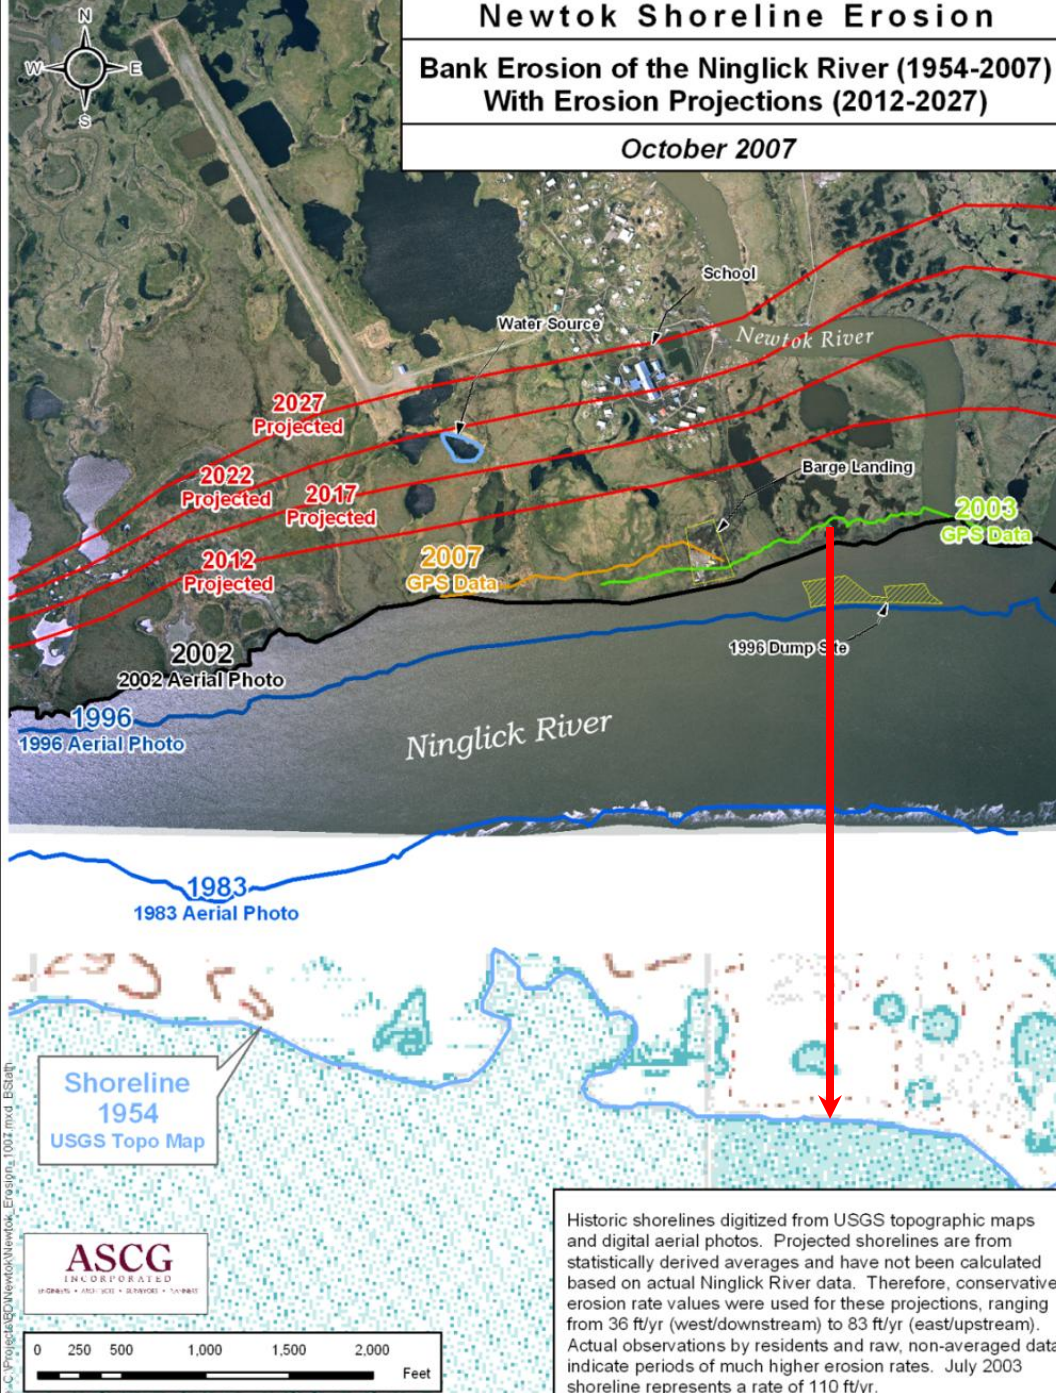 Newtok Shoreline Erosion
Bank Erosion of the Ninglick River (1954-2007)
With Erosion Projections (2012-2027)
October 2007
N
W
E
S
School
Water Source
Newtok River
2027
Projected
2022
Projected
2017
Projected
2012
Projected
Barge Landing
2003
GPS Data
2007
GPS Data
1996 Dump Site
2002
2002 Aerial Photo
1996
1996 Aerial Photo
Ninglick River
1983
1983 Aerial Photo
Shoreline
1954
USGS Topo Map
ASCG
INCORPORATED
0 250 500 1,000 1,500 2,000
Feet
Historic shorelines digitized from USGS topographic maps
and digital aerial photos. Projected shorelines are from
statistically derived averages and have not been calculated
based on actual Ninglick River data. Therefore, conservative
erosion rate values were used for these projections, ranging
from 36 ft/yr (west/downstream) to 83 ft/yr (east/upstream).
Actual observations by residents and raw, non-averaged data
indicate periods of much higher erosion rates. July 2003
shoreline represents a rate of 110 ft/yr.